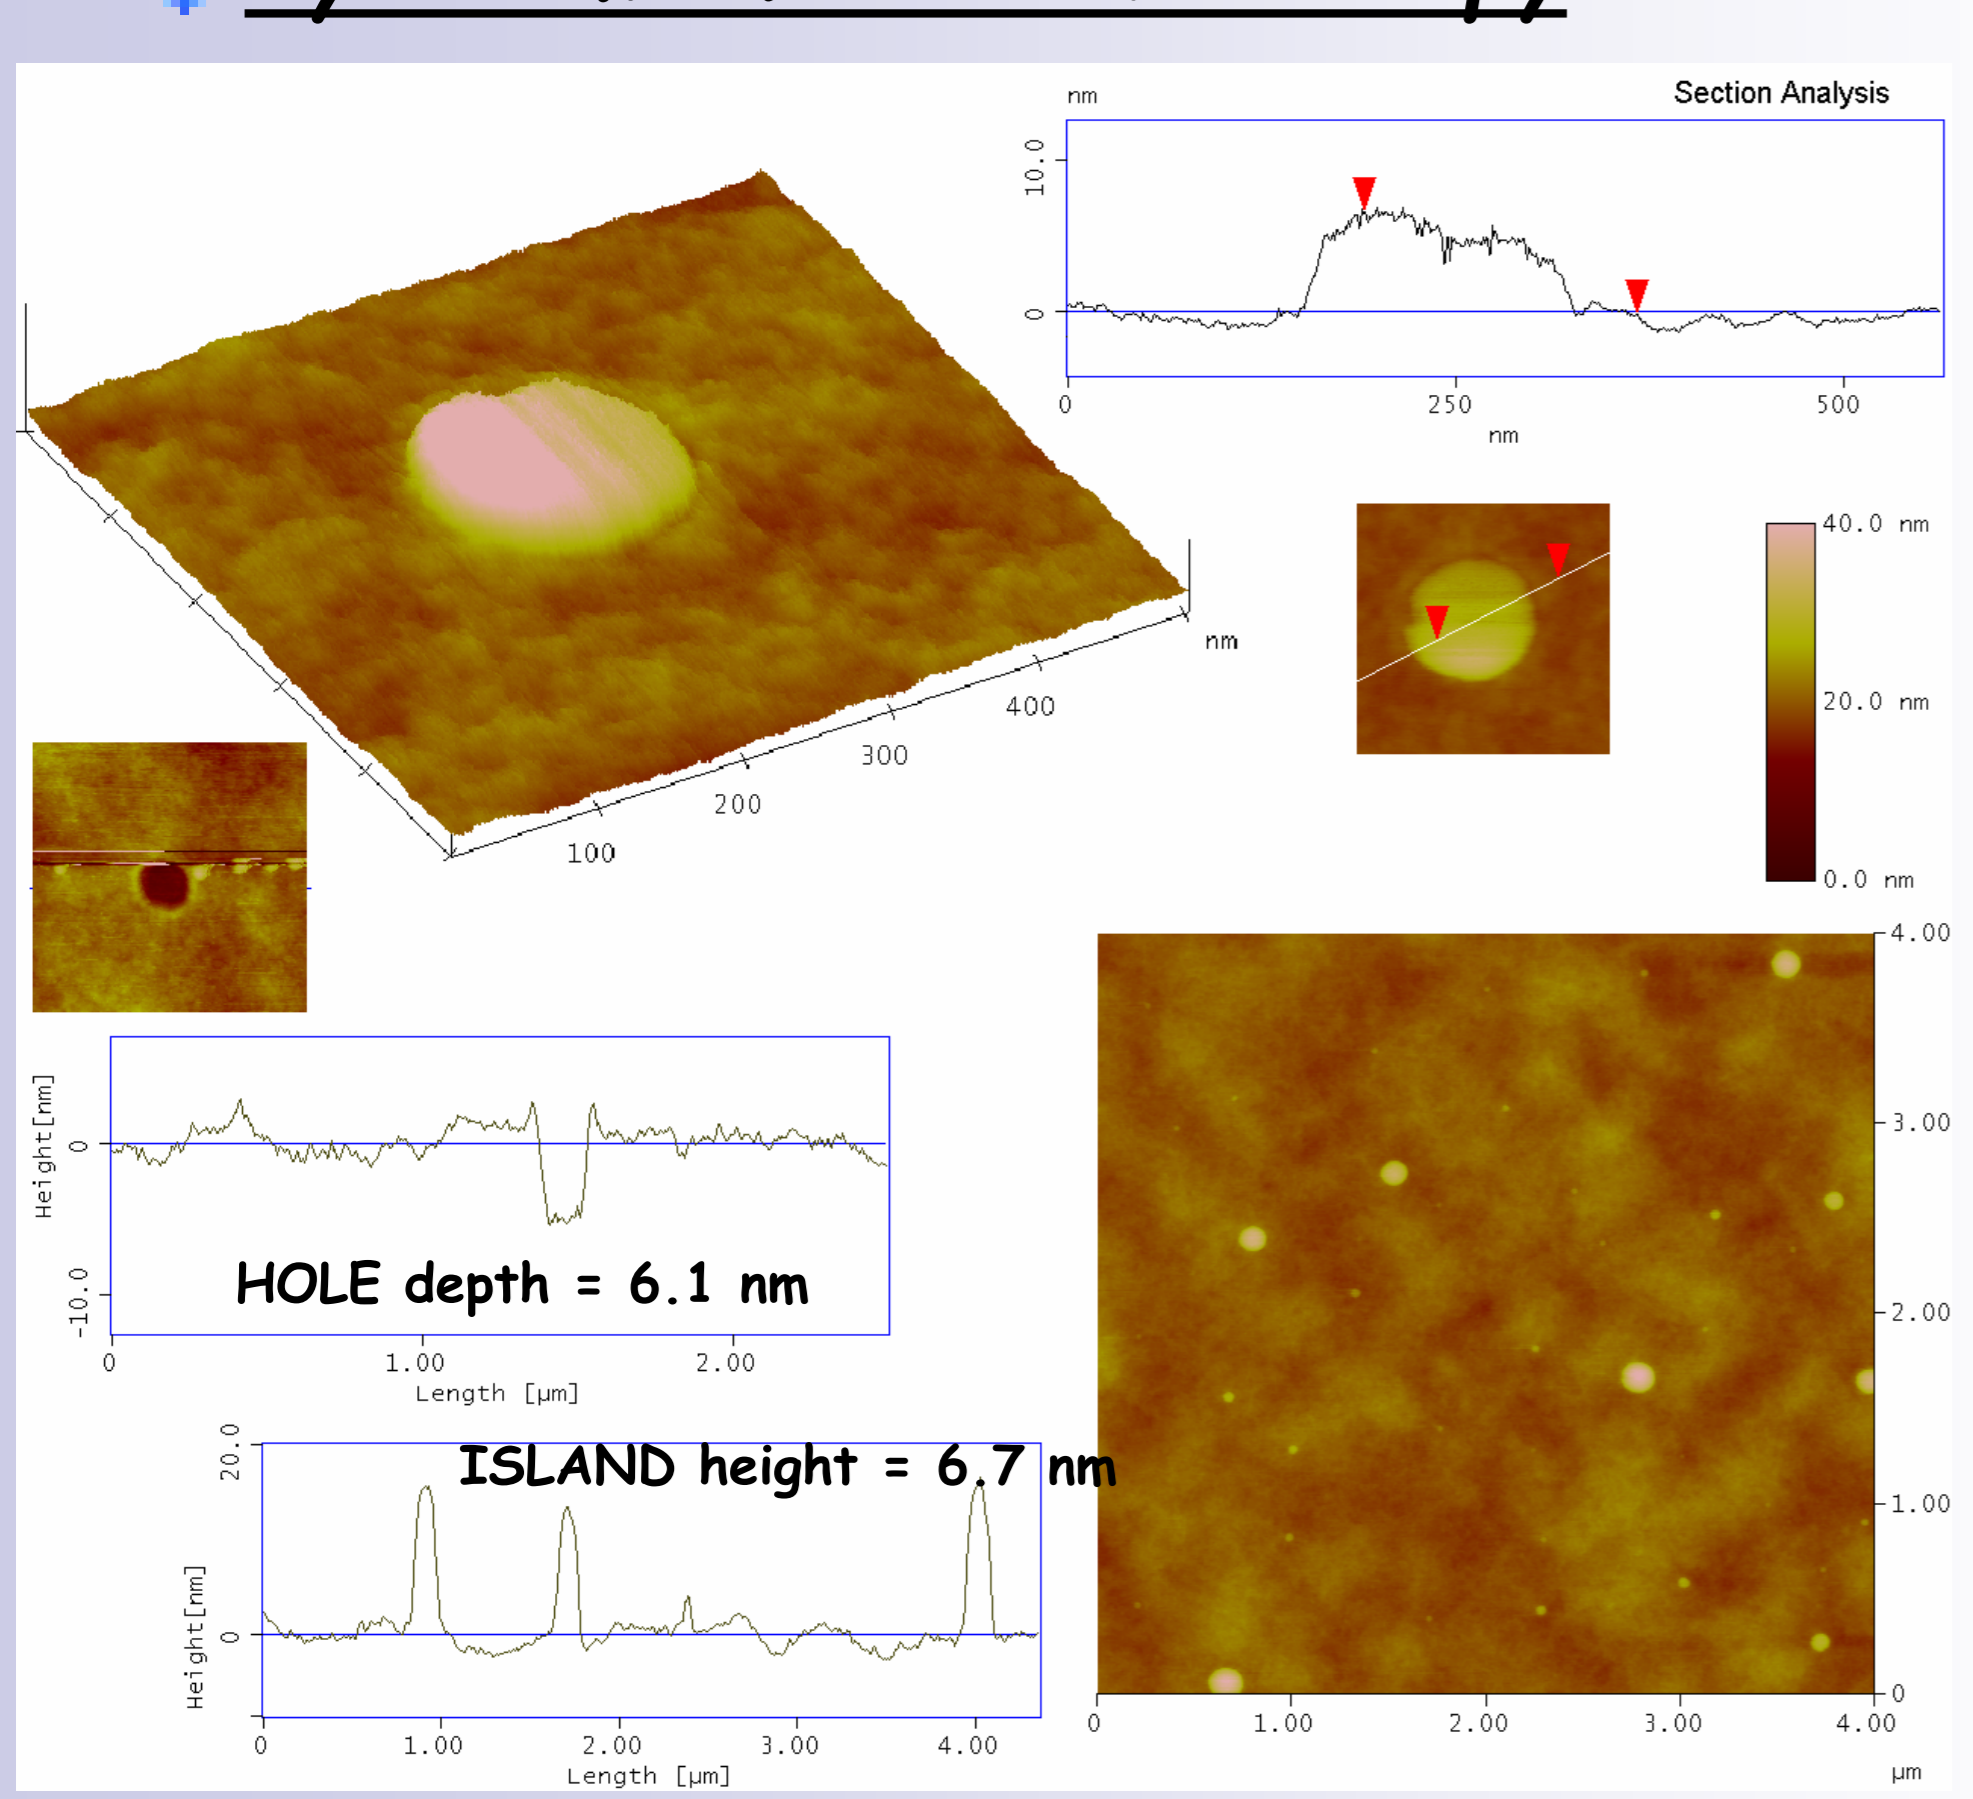 Section Analysis
nm
10.0
0
0
250
500
nm
40.0 nm
20.0 nm
0.0 nm
nm
400
300
200
100
Height[nm]
0
-10.0
HOLE depth = 6.1 nm
0
1.00
2.00
Length [µm]
20.0
ISLAND height = 6.7 nm
Height[nm]
0
0
1.00
2.00
3.00
4.00
Length [µm]
4.00
3.00
2.00
1.00
0
0
1.00
2.00
3.00
4.00
µm